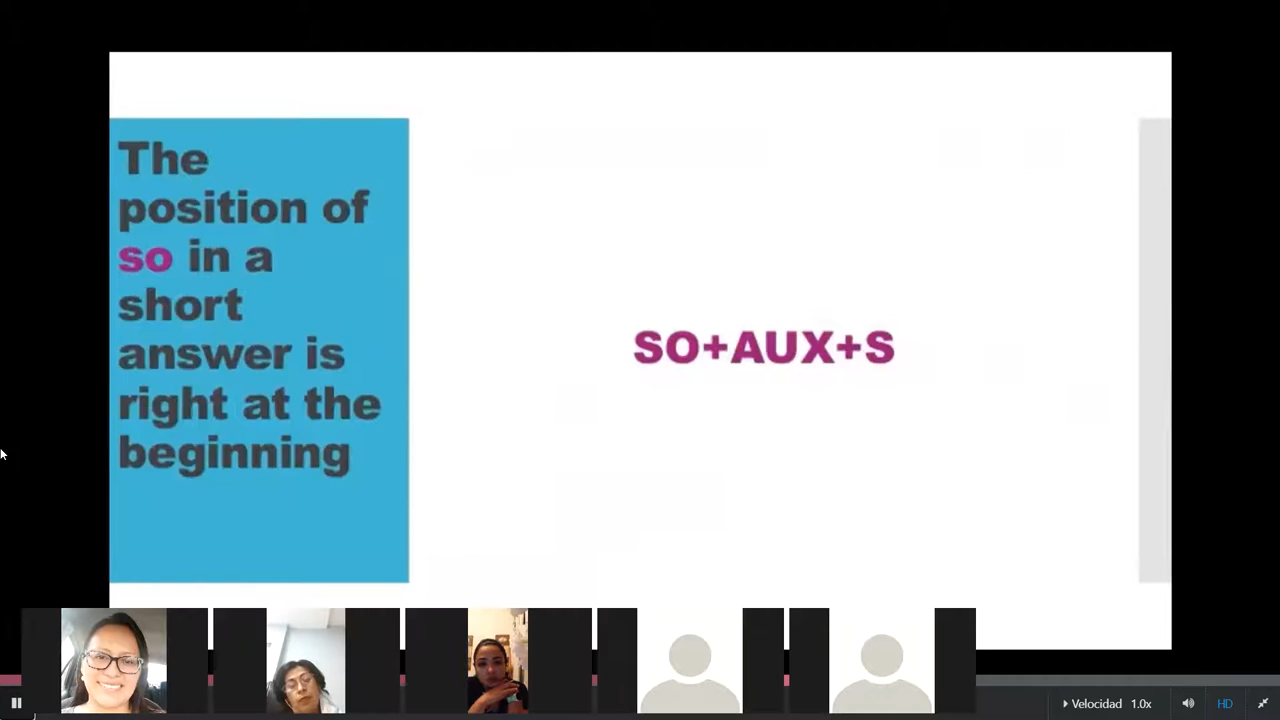 The
position of
so in a
short
answer is
right at the
beginning
SO+AUX+S
Velocidad 1.0x
HD